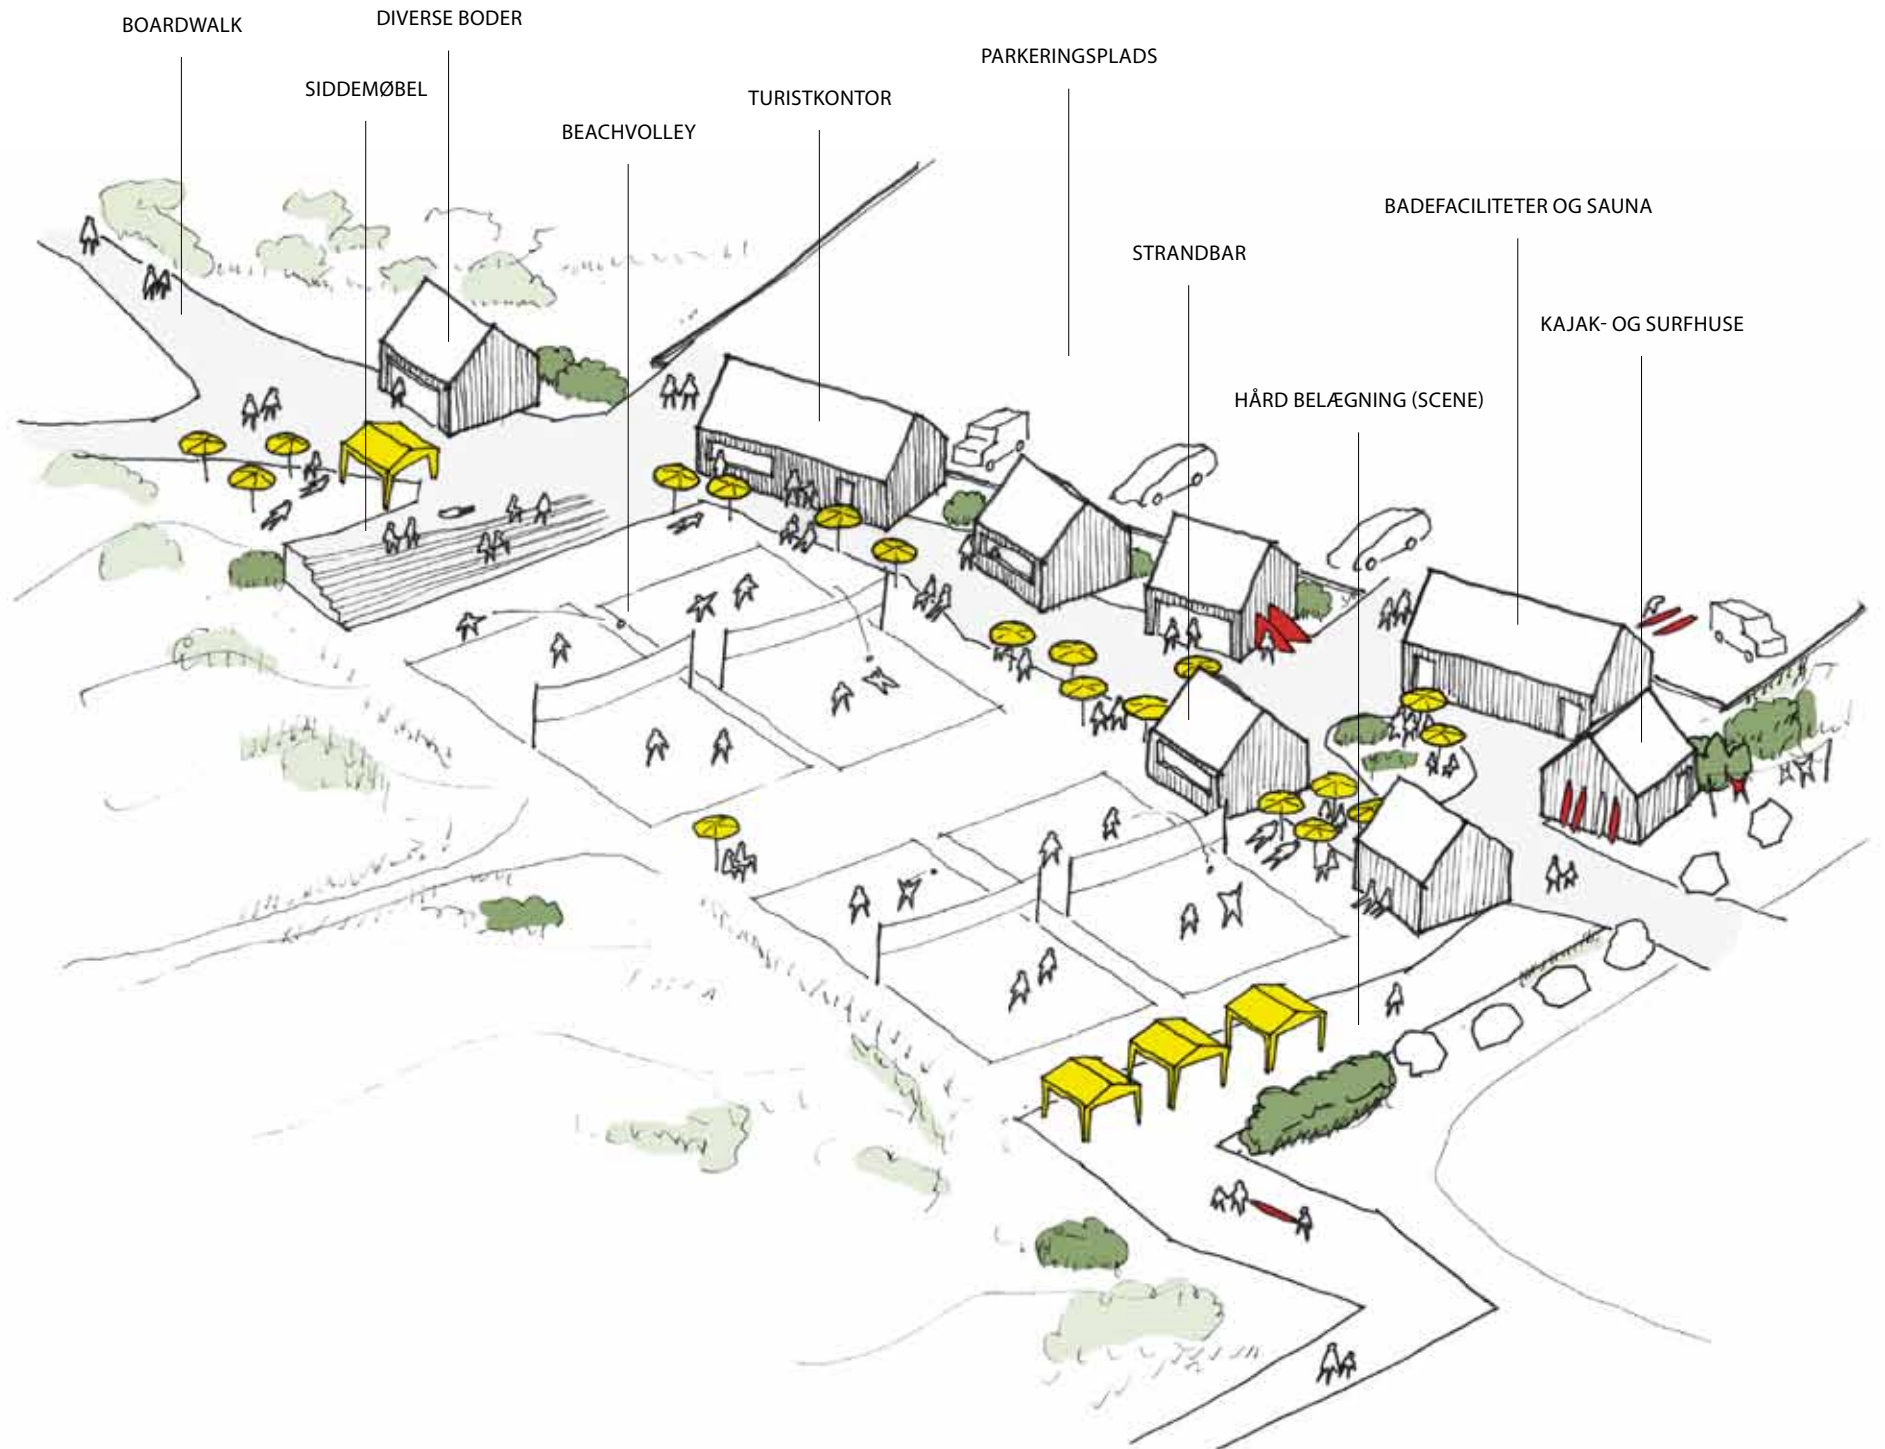 BOARDWALK
DIVERSE BODER
SIDDEMØBEL
BEACHVOLLEY
TURISTKONTOR
PARKERINGSPLADS
STRANDBAR
BADEFACILITETER OG SAUNA
KAJAK- OG SURFHUSE
HÅRD BELÆGNING (SCENE)